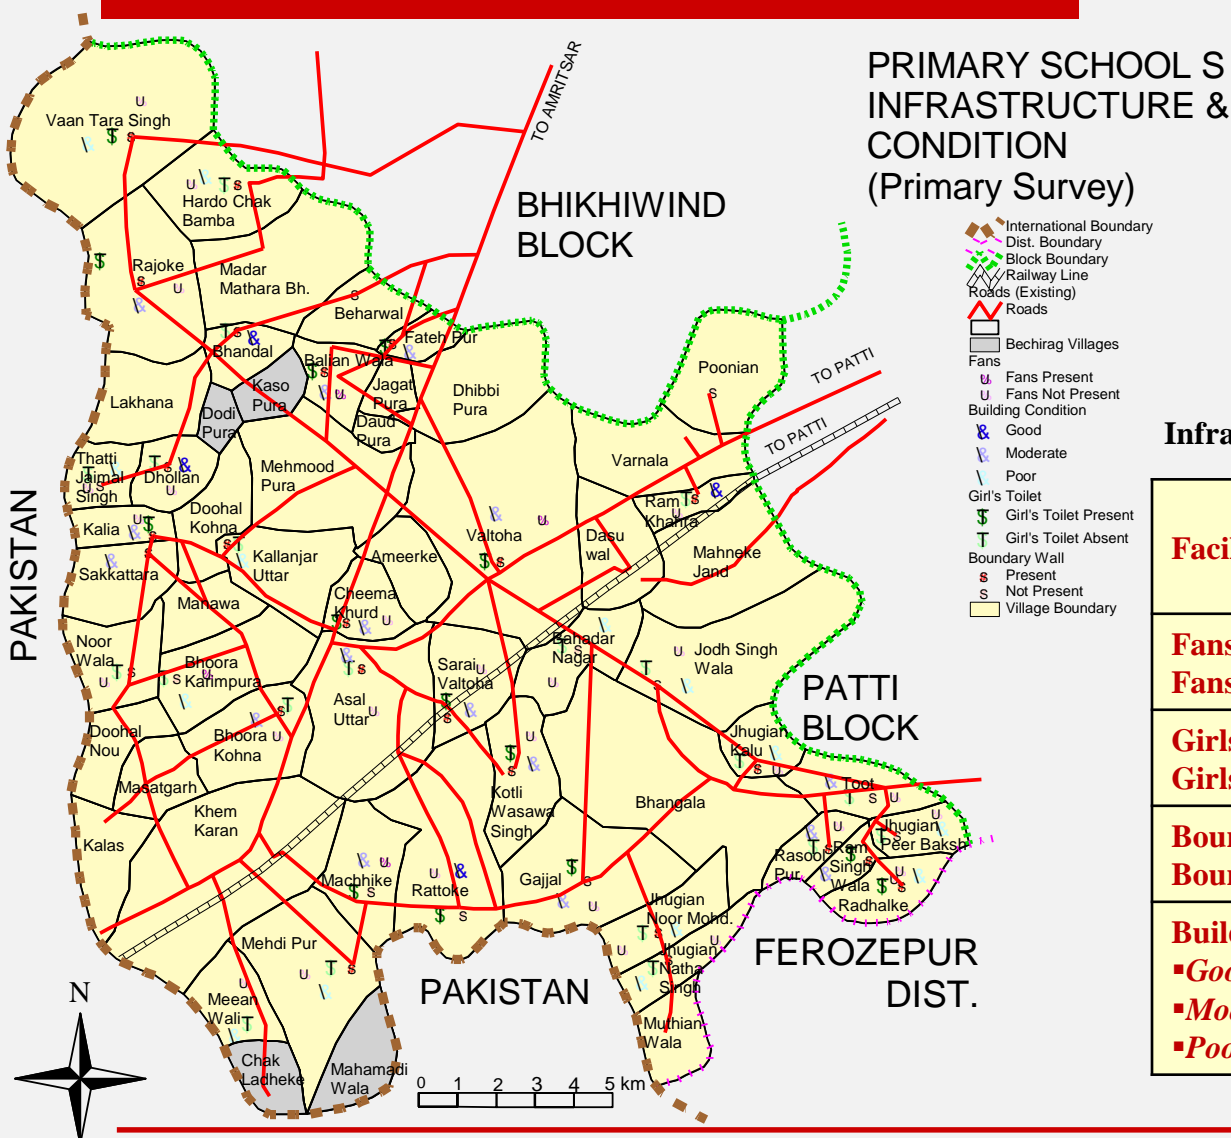 PRIMARY SCHOOL S
INFRASTRUCTURE &
CONDITION
(Primary Survey)
International Boundary
Dist. Boundary
Block Boundary
Railway Line
Roads (Existing)
Roads
Bechirag Villages
Fans
Fans Present
Fans Not Present
Building Condition
Good
Moderate
Poor
Girl's Toilet
Girl's Toilet Present
Girl's Toilet Absent
Boundary Wall
Present
Not Present
Village Boundary
TO AMRITSAR
BHIKHIWIND
BLOCK
Vaan Tara Singh
Hardo Chak
Bamba
Rajoke
Madar
Mathara Bh.
Beharwal
Fateh Pur
Bhandal
Balian Wala
Kaso
Pura
Jagat
Pura
Dhibbi
Pura
Poonian
TO PATTI
TO PATTI
Lakhana
Dodi
Pura
Daud
Pura
Varnala
Thatti
Jaimal
Singh
Dhollan
Mehmood
Pura
Ram
Khahra
PAKISTAN
Kalia
Doohal
Kohna
Valtoha
Dasu
wal
Mahneke
Jand
Sakkattara
Kallanjar
Uttar
Ameerke
Manawa
Cheema
Khurd
Noor
Wala
Bhoora
Karimpura
Sarai
Valtoha
Bahadar
Nagar
Jodh Singh
Wala
PATTI
BLOCK
Asal
Uttar
Doohal
Nou
Bhoora
Kohna
Jhugian
Kalu
Masatgarh
Toot
Khem
Karan
Kotli
Wasawa
Singh
Bhangala
Kalas
Jhugian
Peer Baksh
Rasool
Pur
Ram
Singh
Wala
Radhalke
Machhike
Rattoke
Gajjal
Jhugian
Noor Mohd.
Mehdi Pur
Jhugian
Natha
Singh
FEROZEPUR
DIST.
PAKISTAN
Meean
Wali
Muthian
Wala
Chak
Ladheke
Mahamadi
Wala
N
0 1 2 3 4 5 km
Infra
Facil
Fans
Fans
Girls
Girls
Boun
Boun
Buil
▪Goo
▪Mo
▪Poo